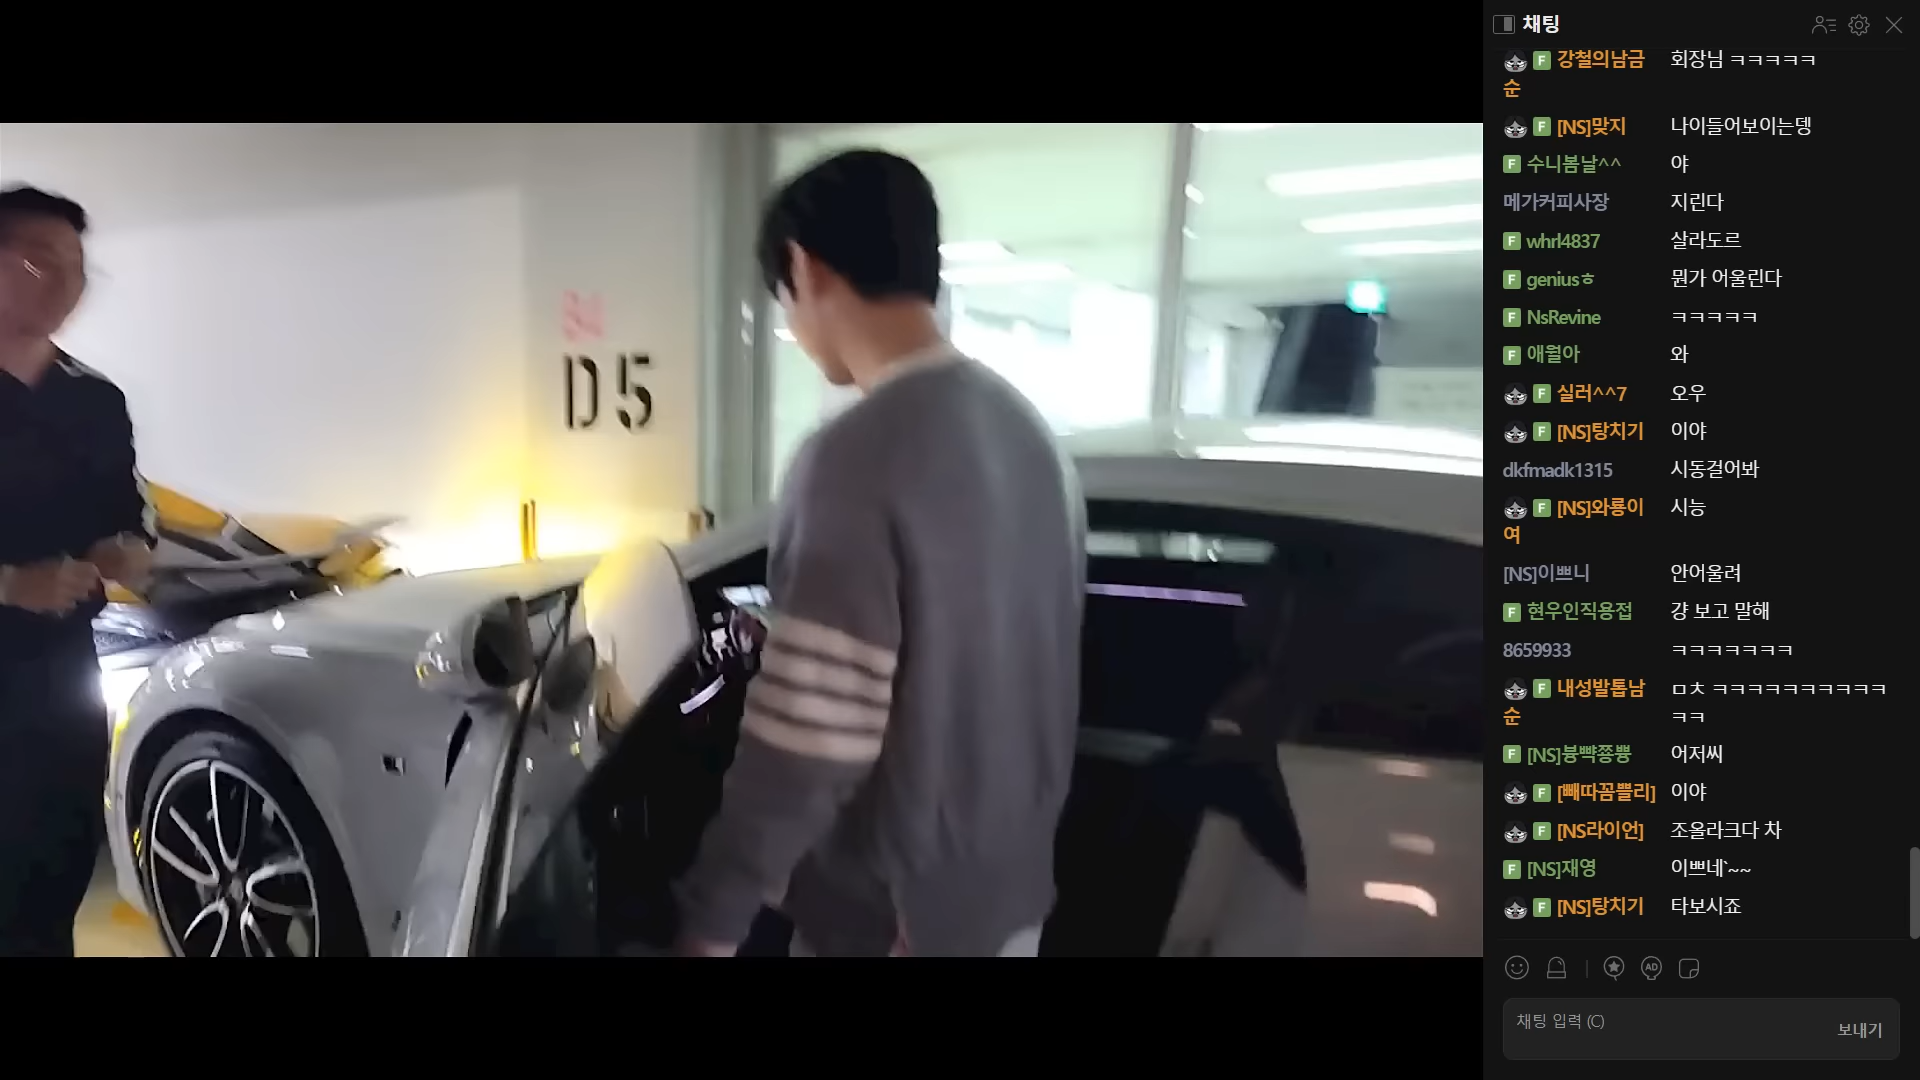 채팅
F 강철의남금순 회장님 ㅋㅋㅋㅋㅋ
F [NS]맞지 나이들어보이는뎅
F 수니봄날^^ 야
메가커피사장 지린다
F whrl4837 살라도르
F geniusㅎ 뭔가 어울린다
F NsRevine ㅋㅋㅋㅋㅋ
F 애월아 와
F 실러^^7 오우
F [NS]탕치기 이야
dkfmadk1315 시동걸어봐
F [NS]와룡이여 시능
[NS]이쁘니 안어울려
F 현우인직용접 걍 보고 말해
8659933 ㅋㅋㅋㅋㅋㅋㅋ
F 내성발톱남순 ㅁㅊ ㅋㅋㅋㅋㅋㅋㅋㅋㅋㅋ
ㅋㅋ
F [NS]뿅뺙쫑뿅 어저씨
F [빼따꼼쁠리] 이야
F [NS라이언] 조올라크다 차
F [NS]재영 이쁘네`~~
F [NS]탕치기 타보시죠
AD
채팅 입력 (C)
보내기
D5